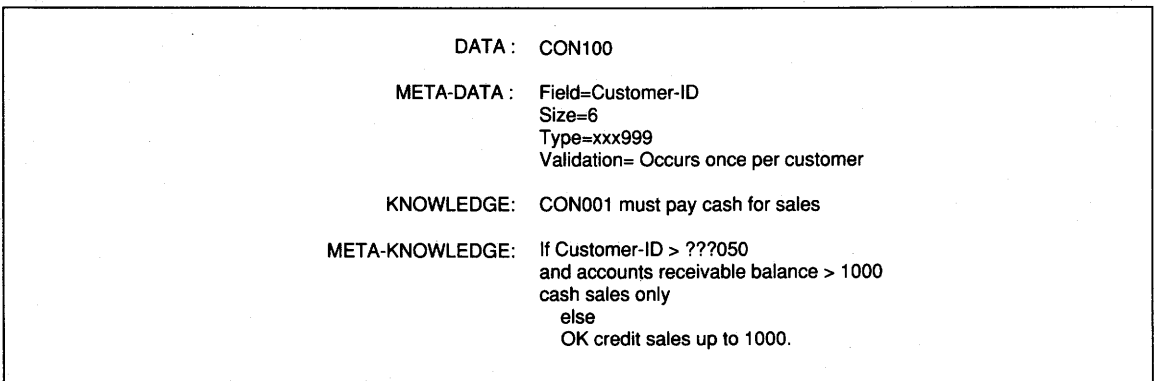 DATA : CON100
META-DATA : Field=Customer-ID
Size=6
Type=xxx999
Validation= Occurs once per customer
KNOWLEDGE: CON001 must pay cash for sales
META-KNOWLEDGE: If Customer-ID > ???050
and accounts receivable balance > 1000
cash sales only
else
OK credit sales up to 1000.